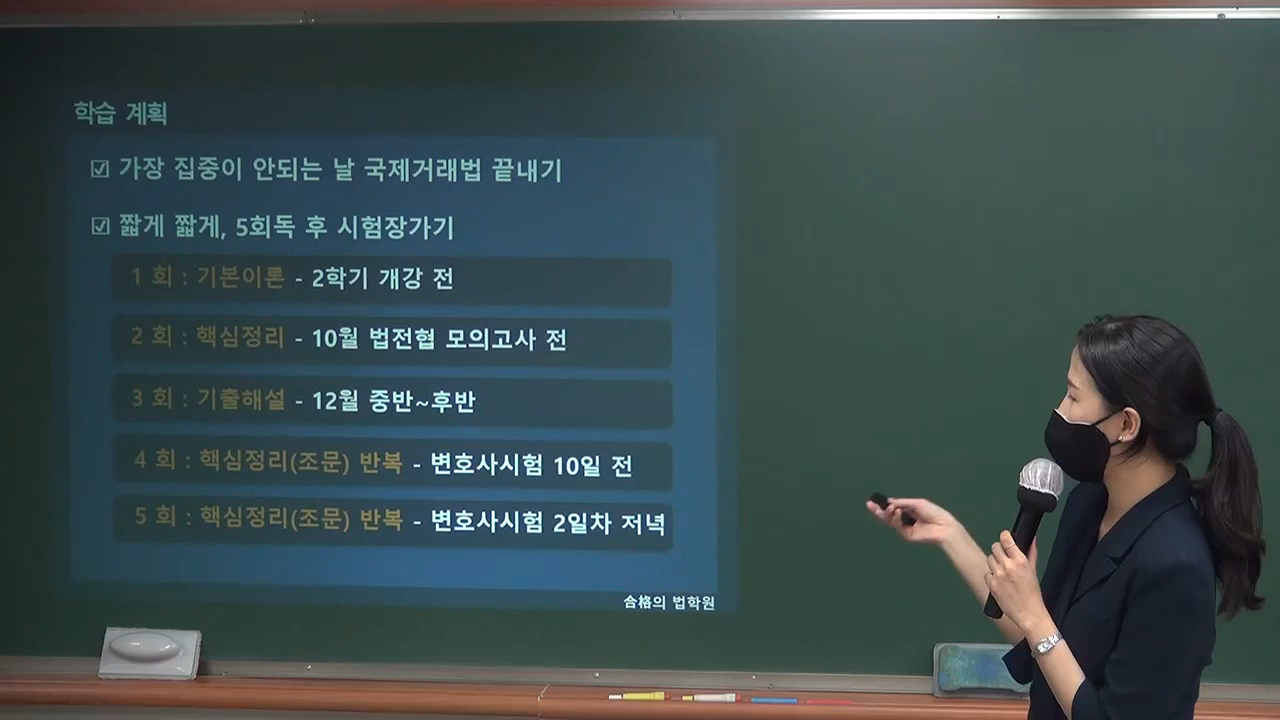 학습 계획
☑ 가장 집중이 안되는 날 국제거래법 끝내기
☑ 짧게 짧게, 5회독 후 시험장가기
1 회 : 기본이론 - 2학기 개강 전
2 회 : 핵심정리 - 10월 법전협 모의고사 전
3 회 : 기출해설 - 12월 중반~후반
4 회 : 핵심정리(조문) 반복 - 변호사시험 10일 전
5 회 : 핵심정리(조문) 반복 - 변호사시험 2일차 저녁
合格의 법학원